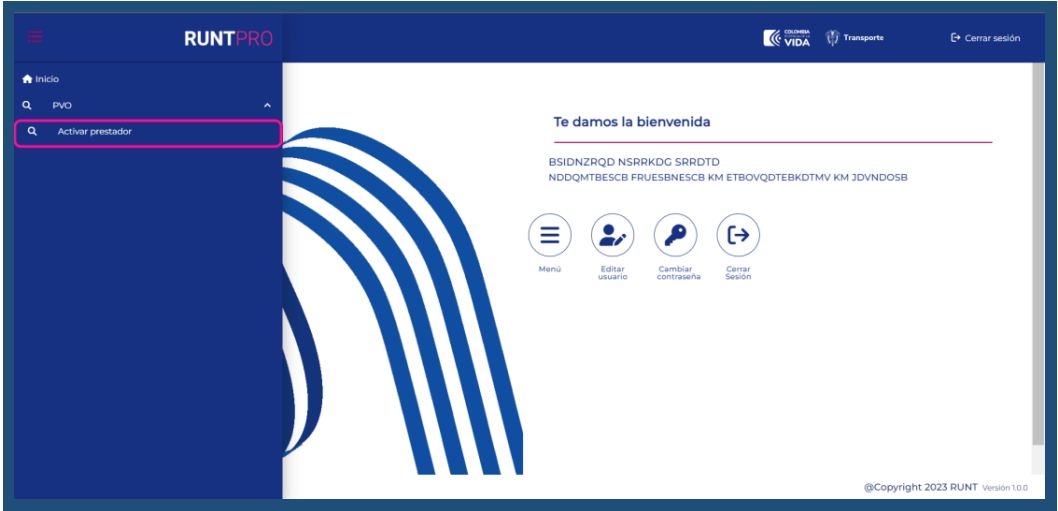 RUNTPRO
COLOMBIA
VIDA
Transporte
Cerrar sesión
Inicio
PVO
Activar prestador
Te damos la bienvenida
BSIDNZRQD NSRRKDG SRRDTD
NDDQMTBESCB FRUESBNESCB KM ETBOVQDTEBKDTMV KM JDVNDOSB
Menú
Editar
usuario
Cambiar
contraseña
Cerrar
Sesión
@Copyright 2023 RUNT Versión 1.0.0